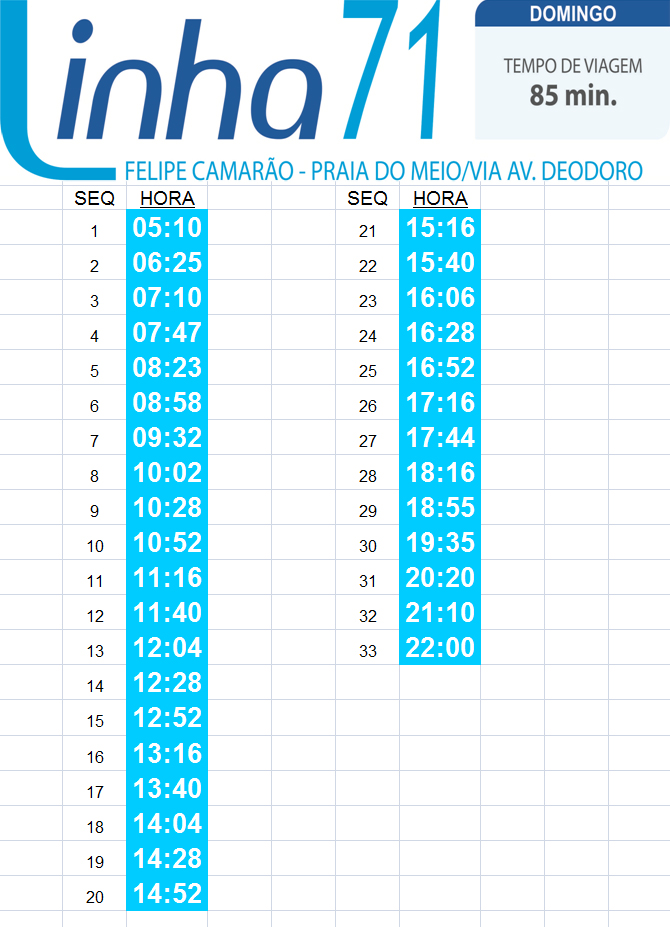 Linha 71
DOMINGO
TEMPO DE VIAGEM
85 min.
FELIPE CAMARÃO - PRAIA DO MEIO/VIA AV. DEODORO
SEQ HORA SEQ HORA
1 05:10 21 15:16
2 06:25 22 15:40
3 07:10 23 16:06
4 07:47 24 16:28
5 08:23 25 16:52
6 08:58 26 17:16
7 09:32 27 17:44
8 10:02 28 18:16
9 10:28 29 18:55
10 10:52 30 19:35
11 11:16 31 20:20
12 11:40 32 21:10
13 12:04 33 22:00
14 12:28
15 12:52
16 13:16
17 13:40
18 14:04
19 14:28
20 14:52